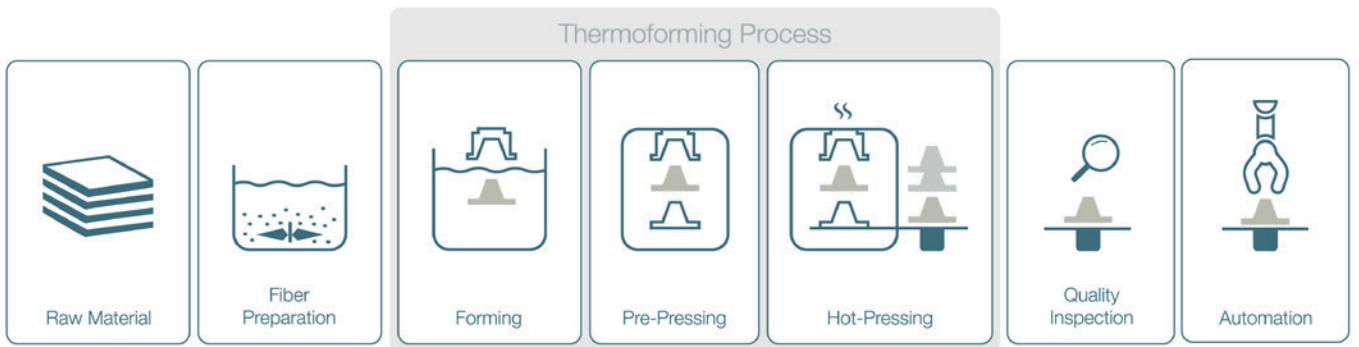 Thermoforming Process
Raw Material
Fiber
Preparation
Forming
Pre-Pressing
Hot-Pressing
Quality
Inspection
Automation